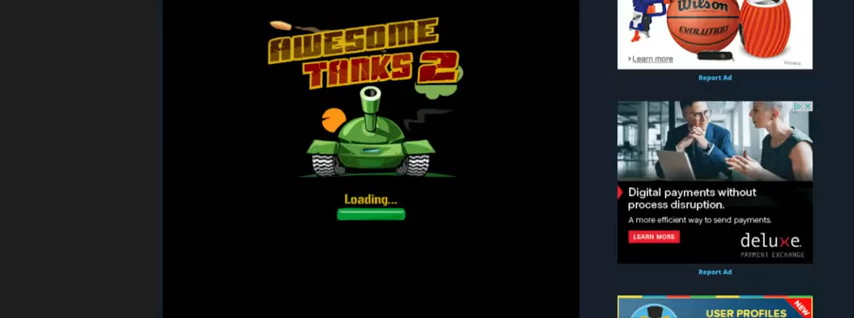 AWESOME
TANKS 2
Loading...
Wilson
EVOLUTION
Learn more
Report Ad
Digital payments without
process disruption.
A more efficient way to send payments.
LEARN MORE
deluxe.
PAYMENT EXCHANGE
Report Ad
USER PROFILES
NEW